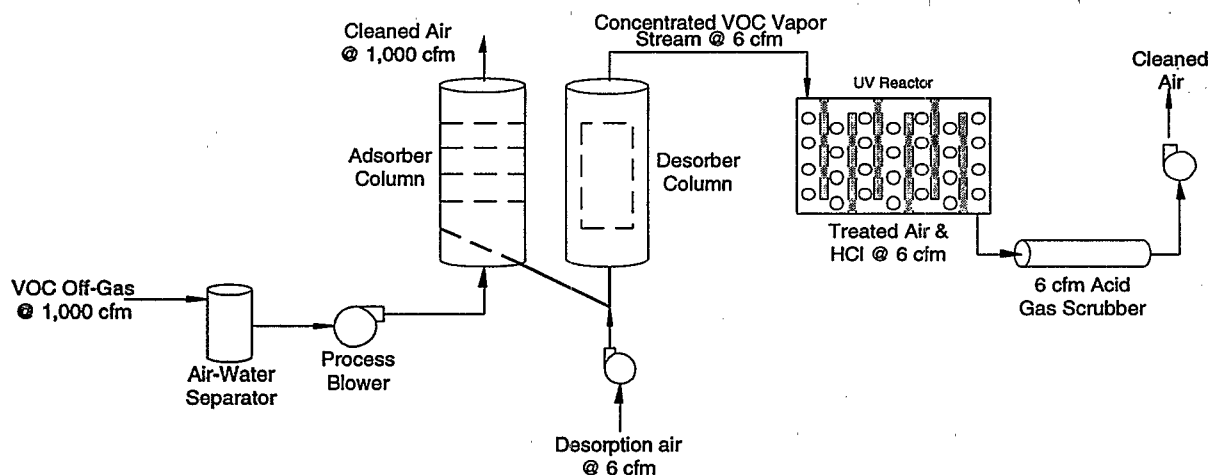 Cleaned Air
@ 1,000 cfm
Concentrated VOC Vapor
Stream @ 6 cfm
Cleaned
Air
UV Reactor
Adsorber
Column
Desorber
Column
Treated Air &
HCl @ 6 cfm
6 cfm Acid
Gas Scrubber
VOC Off-Gas
@ 1,000 cfm
Process
Blower
Air-Water
Separator
Desorption air
@ 6 cfm